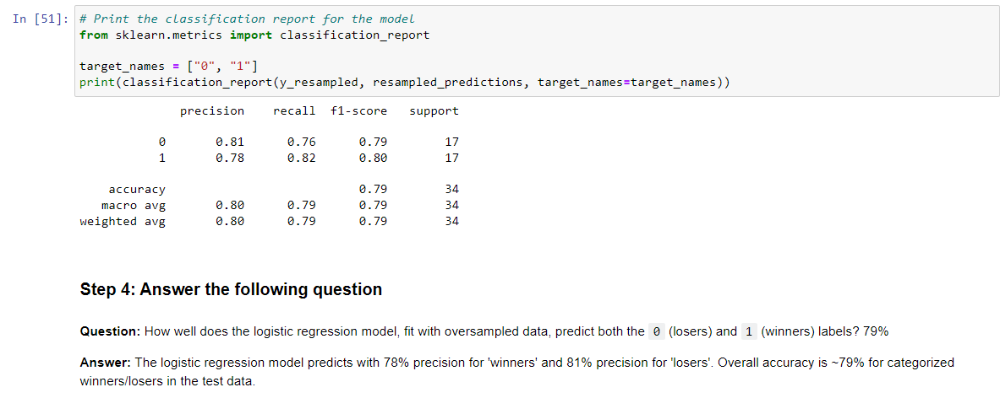 In [51]: # Print the classification report for the model
from sklearn.metrics import classification_report
target_names = ["0", "1"]
print(classification_report(y_resampled, resampled_predictions, target_names=target_names))
precision recall f1-score support
0 0.81 0.76 0.79 17
1 0.78 0.82 0.80 17
accuracy 0.79 34
macro avg 0.80 0.79 0.79 34
weighted avg 0.80 0.79 0.79 34
Step 4: Answer the following question
Question: How well does the logistic regression model, fit with oversampled data, predict both the 0 (losers) and 1 (winners) labels? 79%
Answer: The logistic regression model predicts with 78% precision for 'winners' and 81% precision for 'losers'. Overall accuracy is ~79% for categorized
winners/losers in the test data.